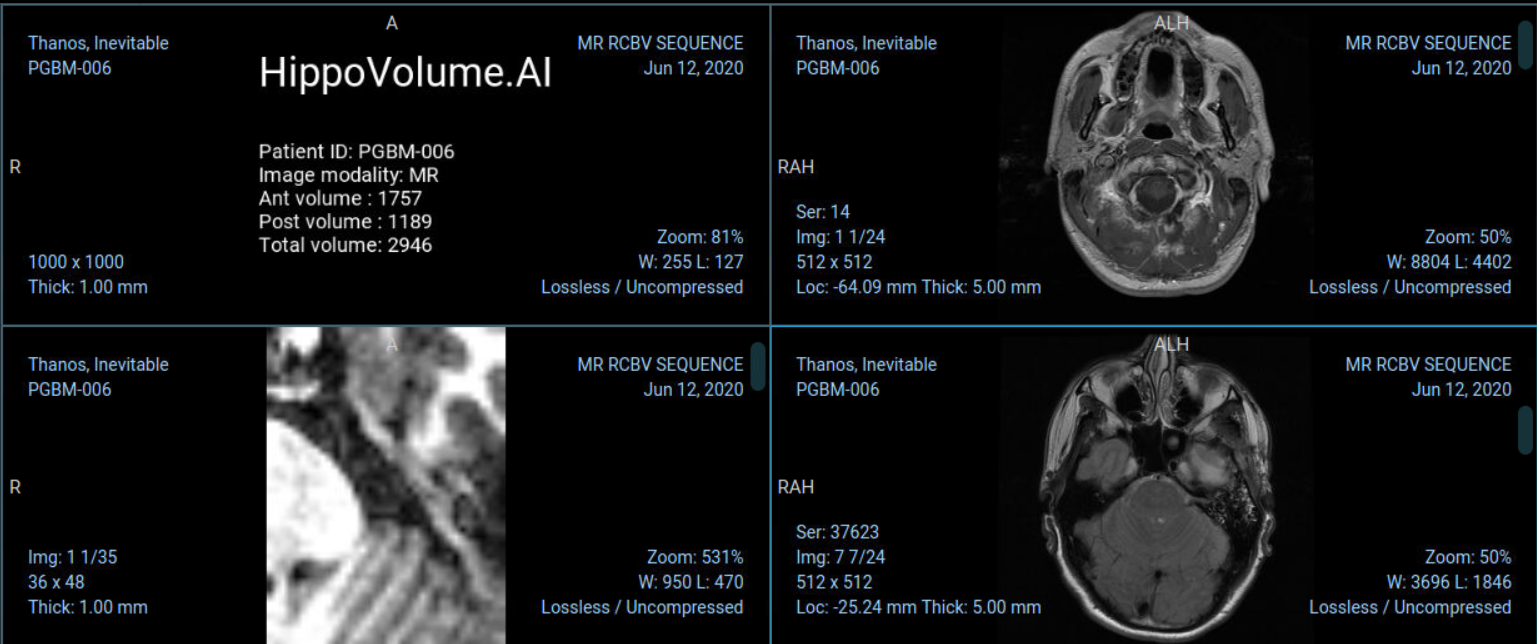 A
Thanos, Inevitable
PGBM-006
MR RCBV SEQUENCE
Jun 12, 2020
HippoVolume.AI
R
Patient ID: PGBM-006
Image modality: MR
Ant volume : 1757
Post volume : 1189
Total volume: 2946
1000 x 1000
Thick: 1.00 mm
Zoom: 81%
W: 255 L: 127
Lossless / Uncompressed
ALH
Thanos, Inevitable
PGBM-006
MR RCBV SEQUENCE
Jun 12, 2020
RAH
Ser: 14
Img: 1 1/24
512 x 512
Loc: -64.09 mm Thick: 5.00 mm
Zoom: 50%
W: 8804 L: 4402
Lossless / Uncompressed
A
Thanos, Inevitable
PGBM-006
MR RCBV SEQUENCE
Jun 12, 2020
R
Img: 1 1/35
36 x 48
Thick: 1.00 mm
Zoom: 531%
W: 950 L: 470
Lossless / Uncompressed
ALH
Thanos, Inevitable
PGBM-006
MR RCBV SEQUENCE
Jun 12, 2020
RAH
Ser: 37623
Img: 7 7/24
512 x 512
Loc: -25.24 mm Thick: 5.00 mm
Zoom: 50%
W: 3696 L: 1846
Lossless / Uncompressed